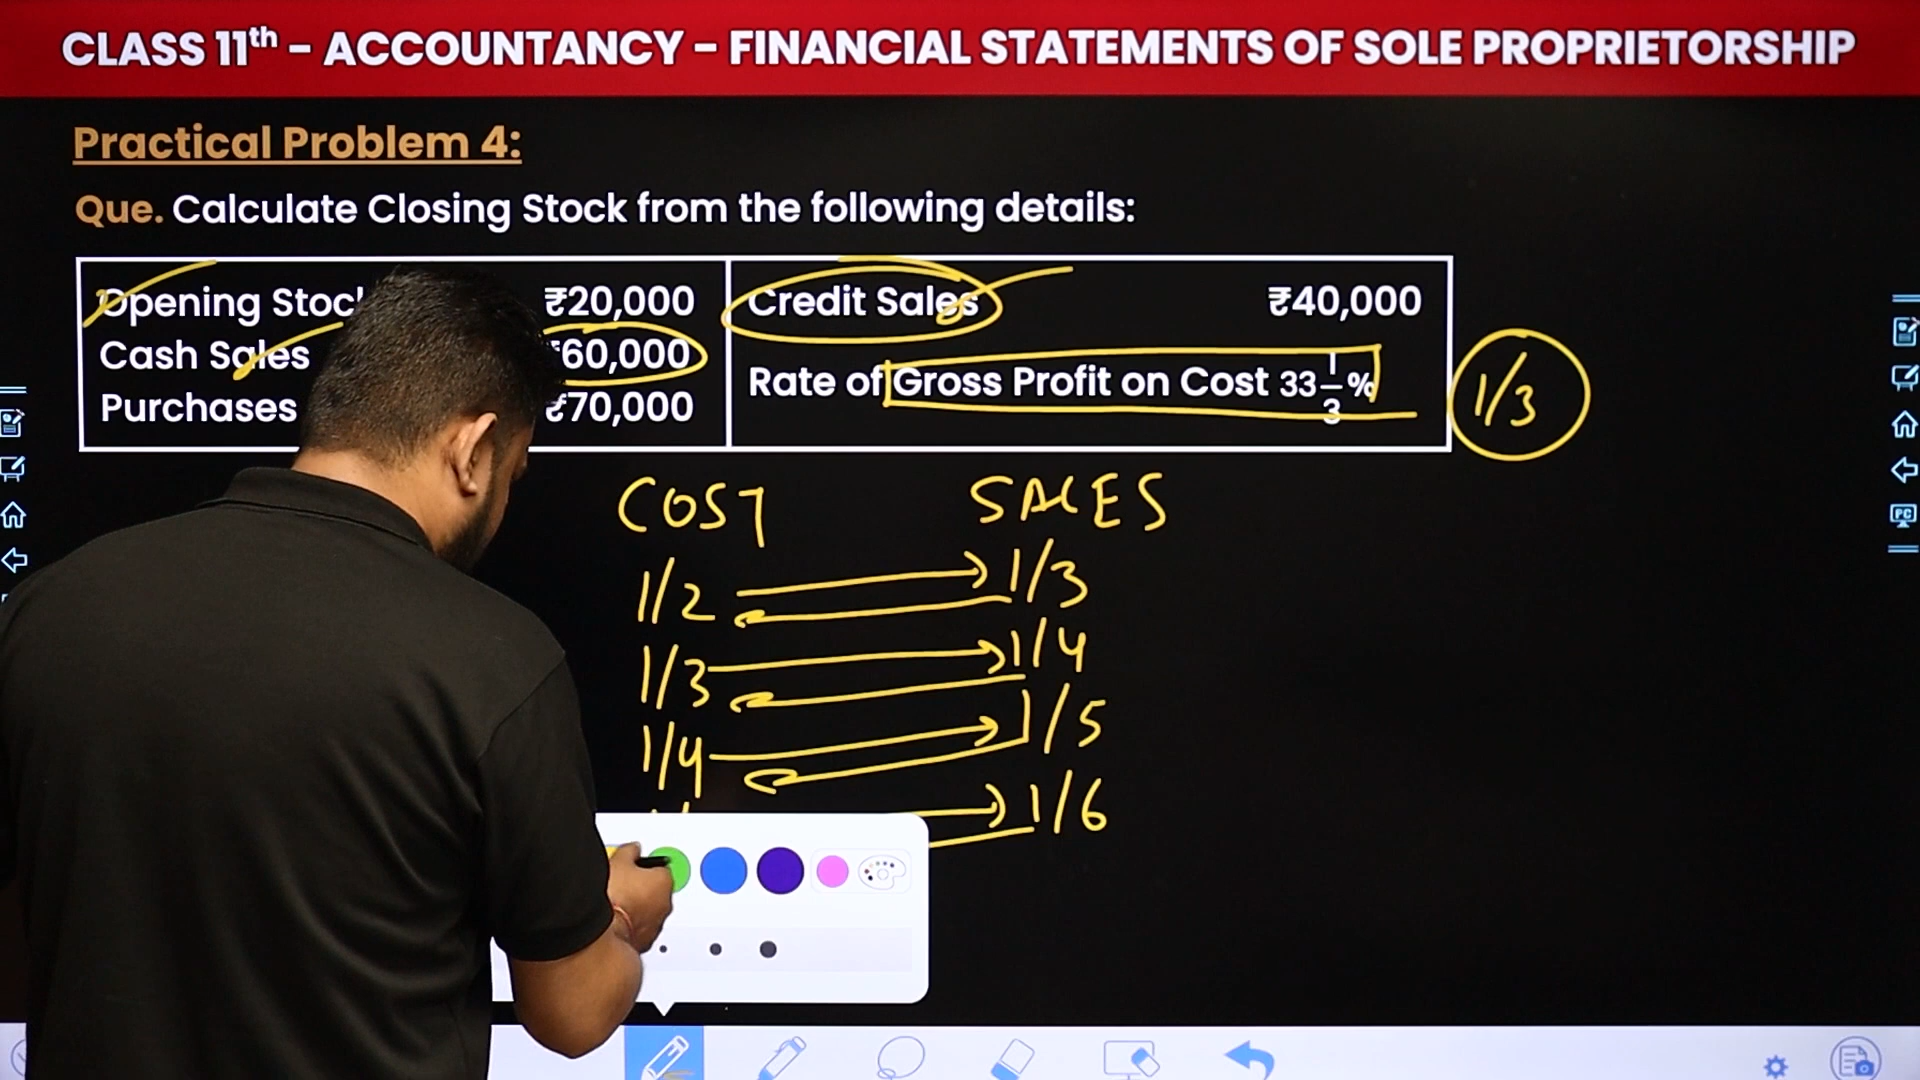 CLASS 11th – ACCOUNTANCY – FINANCIAL STATEMENTS OF SOLE PROPRIETORSHIP
Practical Problem 4:
Que. Calculate Closing Stock from the following details:
Opening Stoc ₹20,000 Credit Sales ₹40,000
Cash Sales ₹60,000
Rate of Gross Profit on Cost 33 1/3 %
Purchases ₹70,000
1/3
COST SALES
1/2 1/3
1/3 1/4
1/4 1/5
1/6
PC